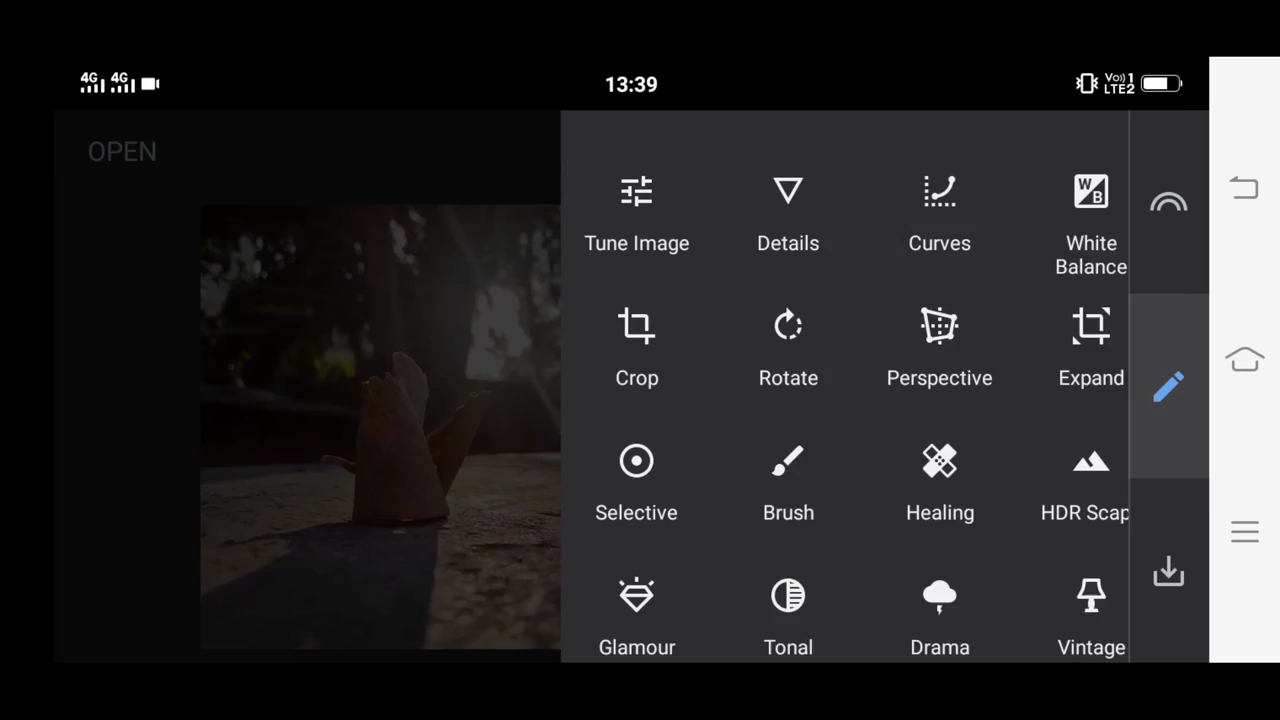 4G 4G 13:39 Vo)) 1 LTE2
OPEN
Tune Image Details Curves White Balance
W B
Crop Rotate Perspective Expand
Selective Brush Healing HDR Scap
Glamour Tonal Drama Vintage